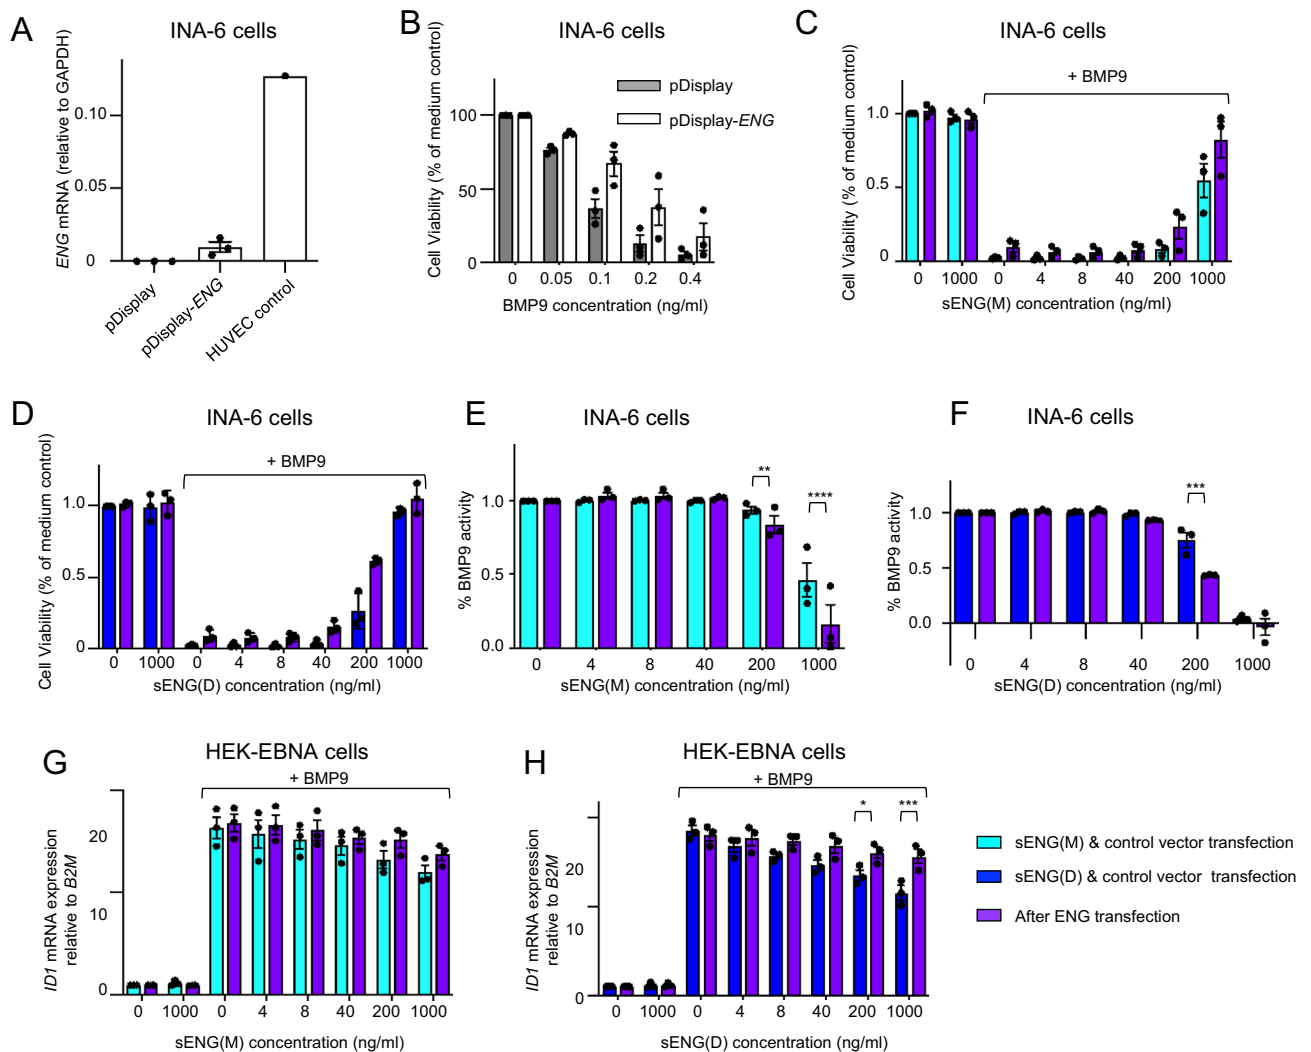 A
INA-6 cells
ENG mRNA (relative to GAPDH)
0.10
0.05
0
pDisplay
pDisplay-ENG
HUVEC control
B
INA-6 cells
Cell Viability (% of medium control)
100
50
0
pDisplay
pDisplay-ENG
0 0.05 0.1 0.2 0.4
BMP9 concentration (ng/ml)
C
INA-6 cells
+ BMP9
Cell Viability (% of medium control)
1.0
0.5
0
0 1000 0 4 8 40 200 1000
sENG(M) concentration (ng/ml)
D
INA-6 cells
+ BMP9
Cell Viability (% of medium control)
1.0
0.5
0
0 1000 0 4 8 40 200 1000
sENG(D) concentration (ng/ml)
E
INA-6 cells
% BMP9 activity
1.0
0.5
0.0
**
****
0 4 8 40 200 1000
sENG(M) concentration (ng/ml)
F
INA-6 cells
% BMP9 activity
1.0
0.5
0.0
***
0 4 8 40 200 1000
sENG(D) concentration (ng/ml)
G
HEK-EBNA cells
+ BMP9
ID1 mRNA expression
relative to B2M
20
10
0
0 1000 0 4 8 40 200 1000
sENG(M) concentration (ng/ml)
H
HEK-EBNA cells
+ BMP9
* ***
ID1 mRNA expression
relative to B2M
20
10
0
0 1000 0 4 8 40 200 1000
sENG(D) concentration (ng/ml)
sENG(M) & control vector transfection
sENG(D) & control vector transfection
After ENG transfection